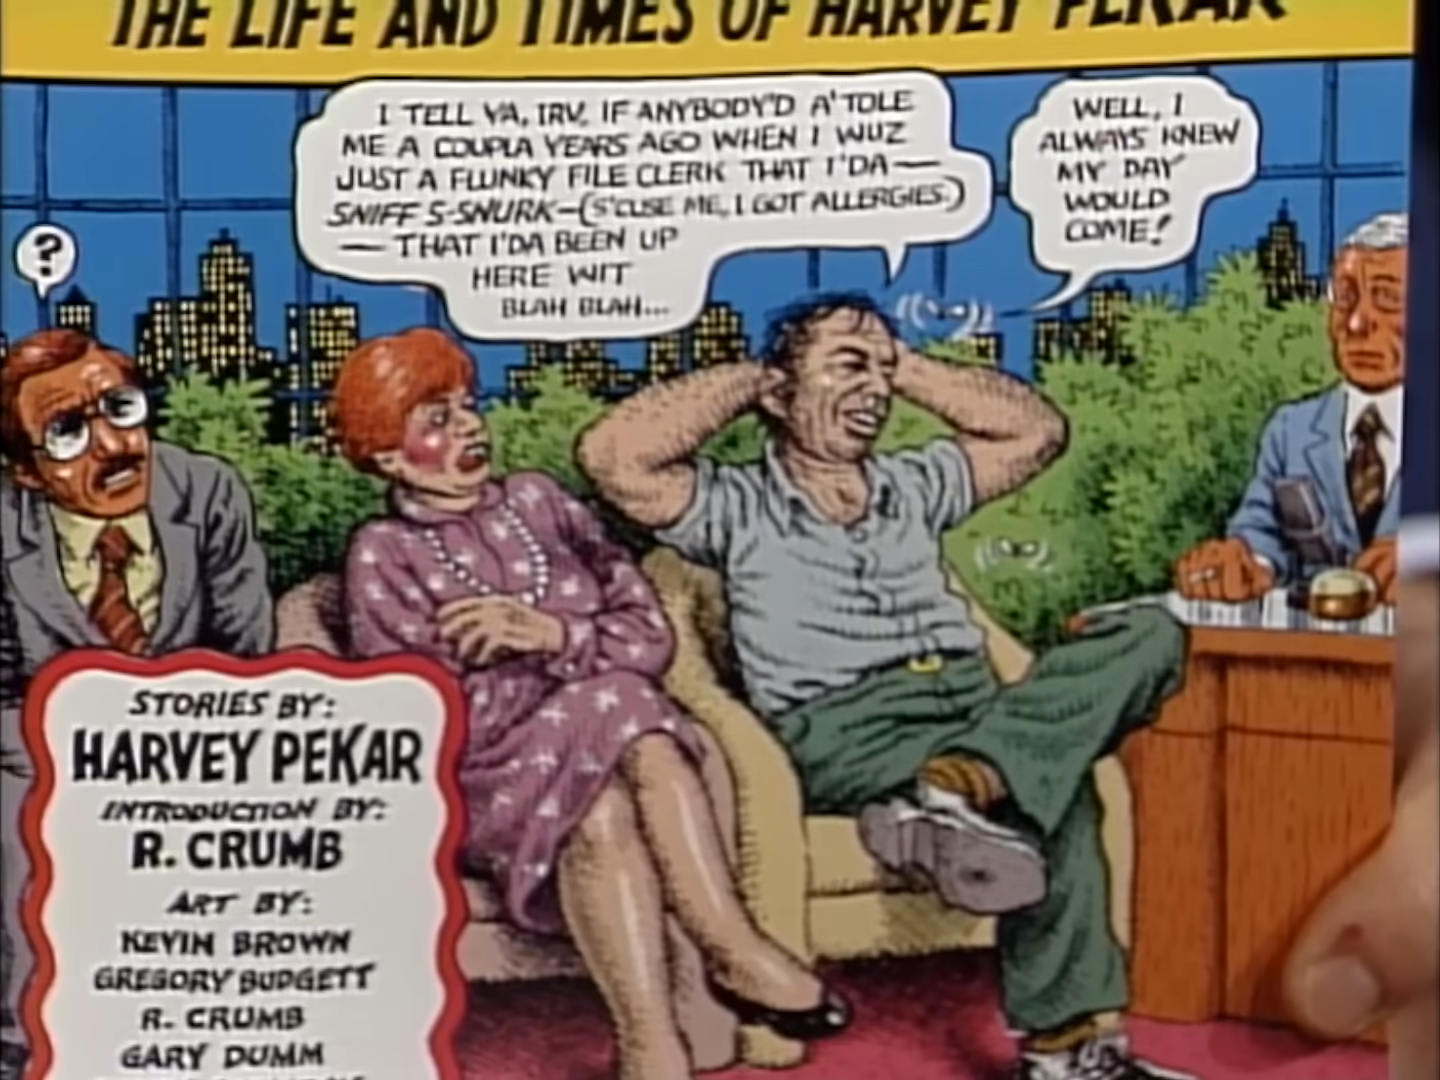 THE LIFE AND TIMES OF HARVEY PEKAR
I TELL YA, IRV, IF ANYBODY'D A'TOLE
ME A COUPLA YEARS AGO WHEN I WUZ
JUST A FLUNKY FILE CLERK THAT I'DA—
SNIFF S-SNURK—(S'CUSE ME, I GOT ALLERGIES.)
— THAT I'DA BEEN UP
HERE WIT
BLAH BLAH...
WELL, I
ALWAYS KNEW
MY DAY
WOULD
COME!
?
STORIES BY:
HARVEY PEKAR
INTRODUCTION BY:
R. CRUMB
ART BY:
KEVIN BROWN
GREGORY BUDGETT
R. CRUMB
GARY DUMM